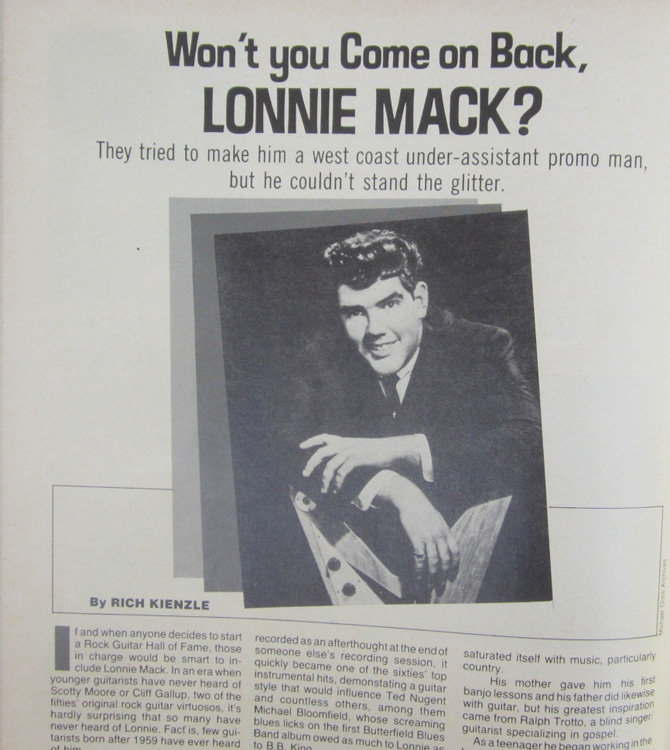 Won't you Come on Back,
LONNIE MACK?
They tried to make him a west coast under-assistant promo man,
but he couldn't stand the glitter.
Michael Ochs Archives
By RICH KIENZLE
If and when anyone decides to start
a Rock Guitar Hall of Fame, those
in charge would be smart to in-
clude Lonnie Mack. In an era when
younger guitarists have never heard of
Scotty Moore or Cliff Gallup, two of the
fifties' original rock guitar virtuosos, it's
hardly surprising that so many have
never heard of Lonnie. Fact is, few gui-
tarists born after 1959 have ever heard
of him
recorded as an afterthought at the end of
someone else's recording session, it
quickly became one of the sixties' top
instrumental hits, demonstating a guitar
style that would influence Ted Nugent
and countless others, among them
Michael Bloomfield, whose screaming
blues licks on the first Butterfield Blues
Band album owed as much to Lonnie as
to B.B. King
saturated itself with music, particularly
country.
His mother gave him his first
banjo lessons and his father did likewise
with guitar, but his greatest inspiration
came from Ralph Trotto, a blind singer/
guitarist specializing in gospel.
As a teenager he began working in the